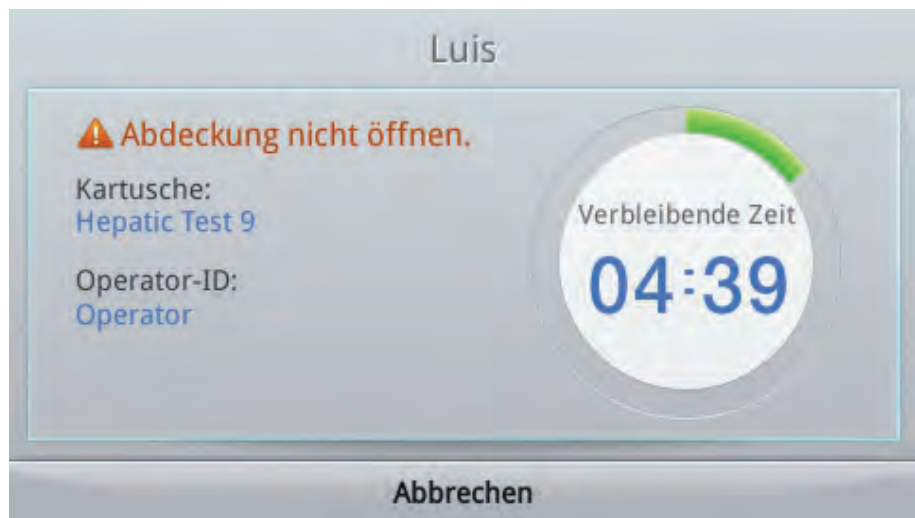 Luis
Abdeckung nicht öffnen.
Kartusche:
Hepatic Test 9
Operator-ID:
Operator
Verbleibende Zeit
04:39
Abbrechen